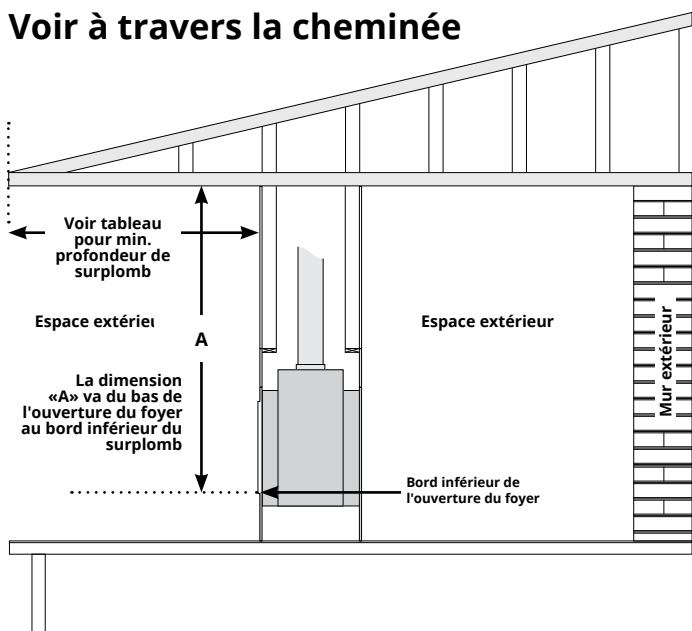 Voir à travers la cheminée
Voir tableau
pour min.
profondeur de
surplomb
Espace extérieu
A
Espace extérieur
Mur extérieur
La dimension
«A» va du bas de
l'ouverture du foyer
au bord inférieur du
surplomb
Bord inférieur de
l'ouverture du foyer